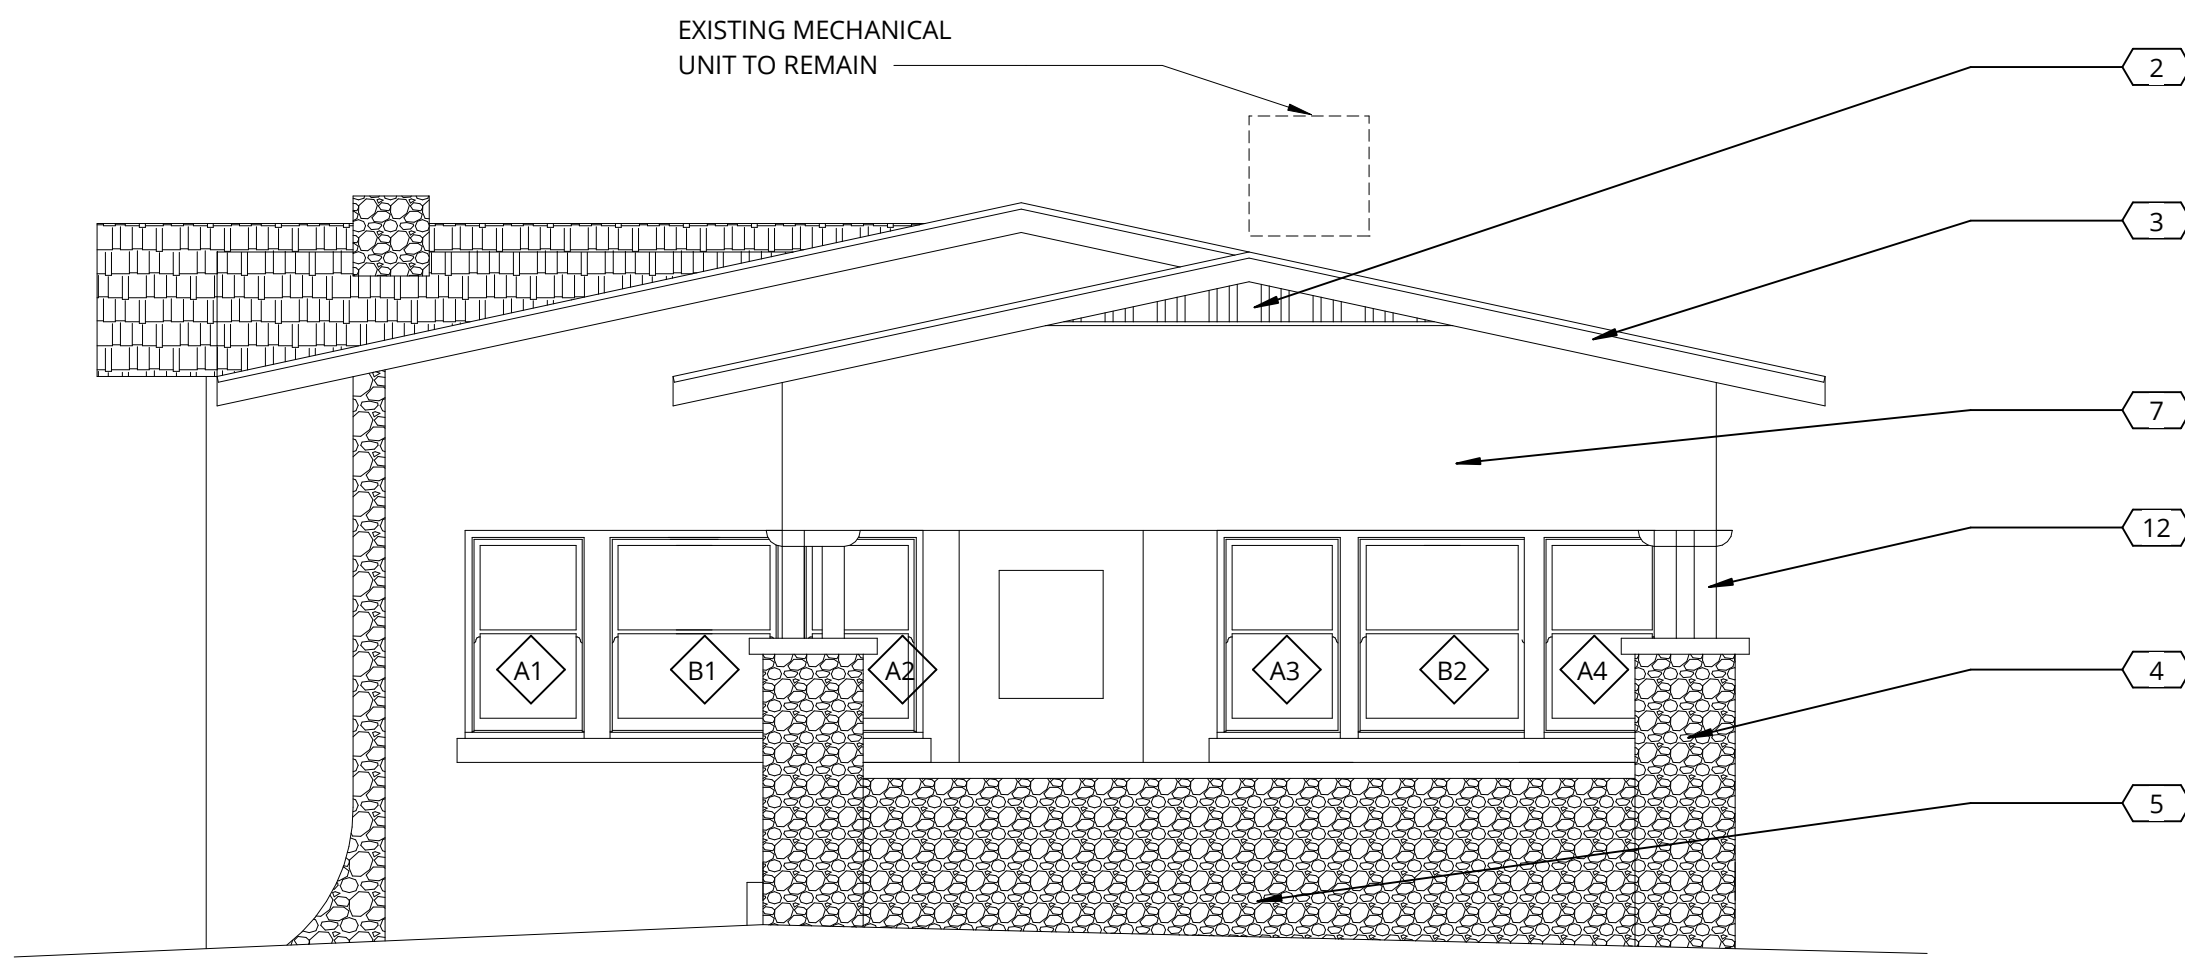 EXISTING MECHANICAL
UNIT TO REMAIN
2
3
7
12
A1
B1
A2
A3
B2
A4
4
5